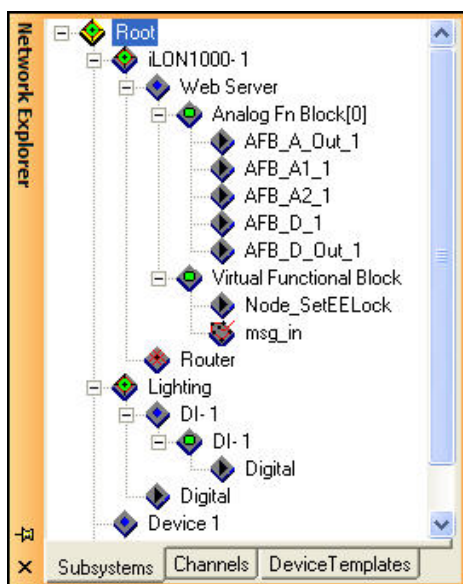 Network Explorer
Root
iLON1000-1
Web Server
Analog Fn Block[0]
AFB_A_Out_1
AFB_A1_1
AFB_A2_1
AFB_D_1
AFB_D_Out_1
Virtual Functional Block
Node_SetEELock
msg_in
Router
Lighting
DI-1
DI-1
Digital
Digital
Device 1
Subsystems Channels DeviceTemplates